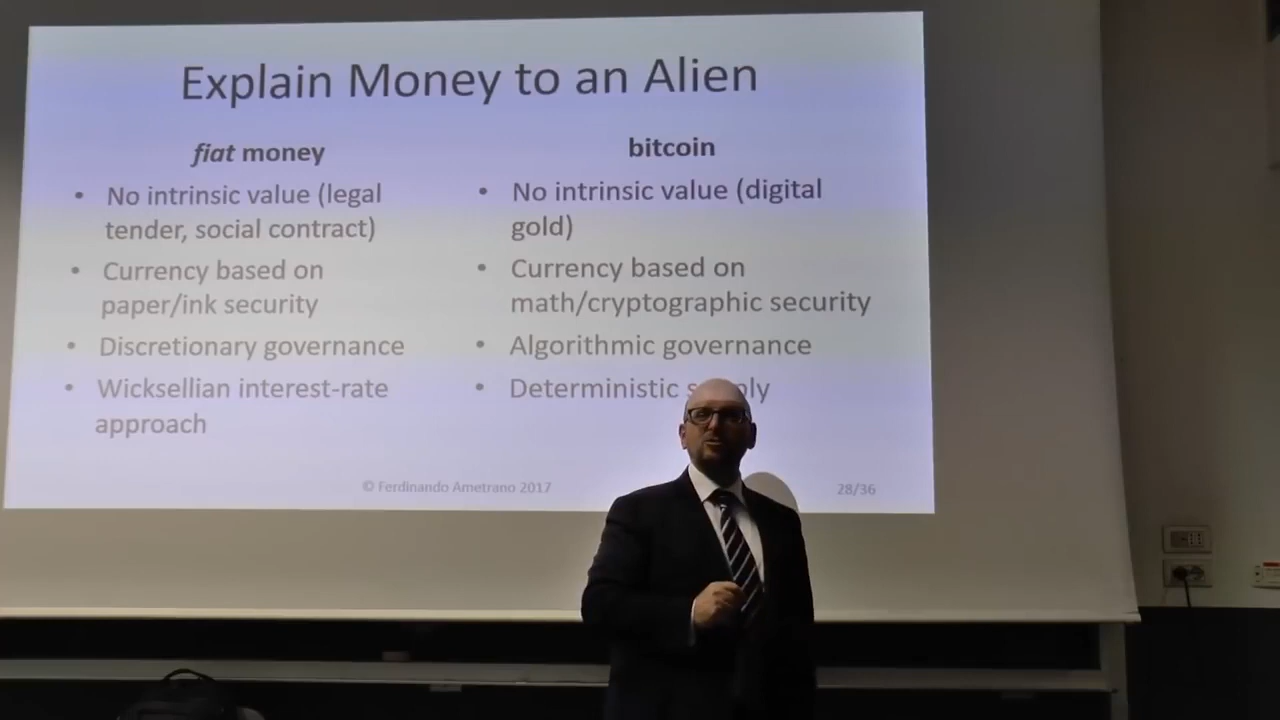 Explain Money to an Alien
fiat money
• No intrinsic value (legal
tender, social contract)
• Currency based on
paper/ink security
• Discretionary governance
• Wicksellian interest-rate
approach
bitcoin
• No intrinsic value (digital
gold)
• Currency based on
math/cryptographic security
• Algorithmic governance
• Deterministic
© Ferdinando Ametrano 2017
28/36